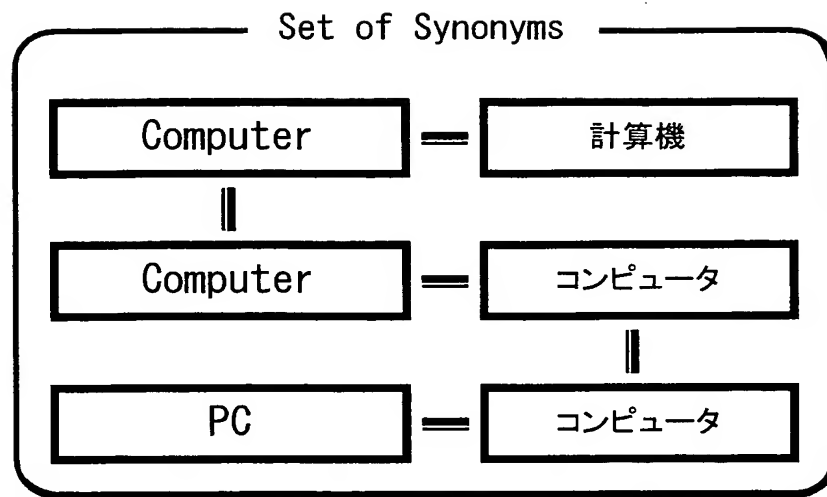 Set of Synonyms
Computer 計算機
Computer コンピュータ
PC コンピュータ